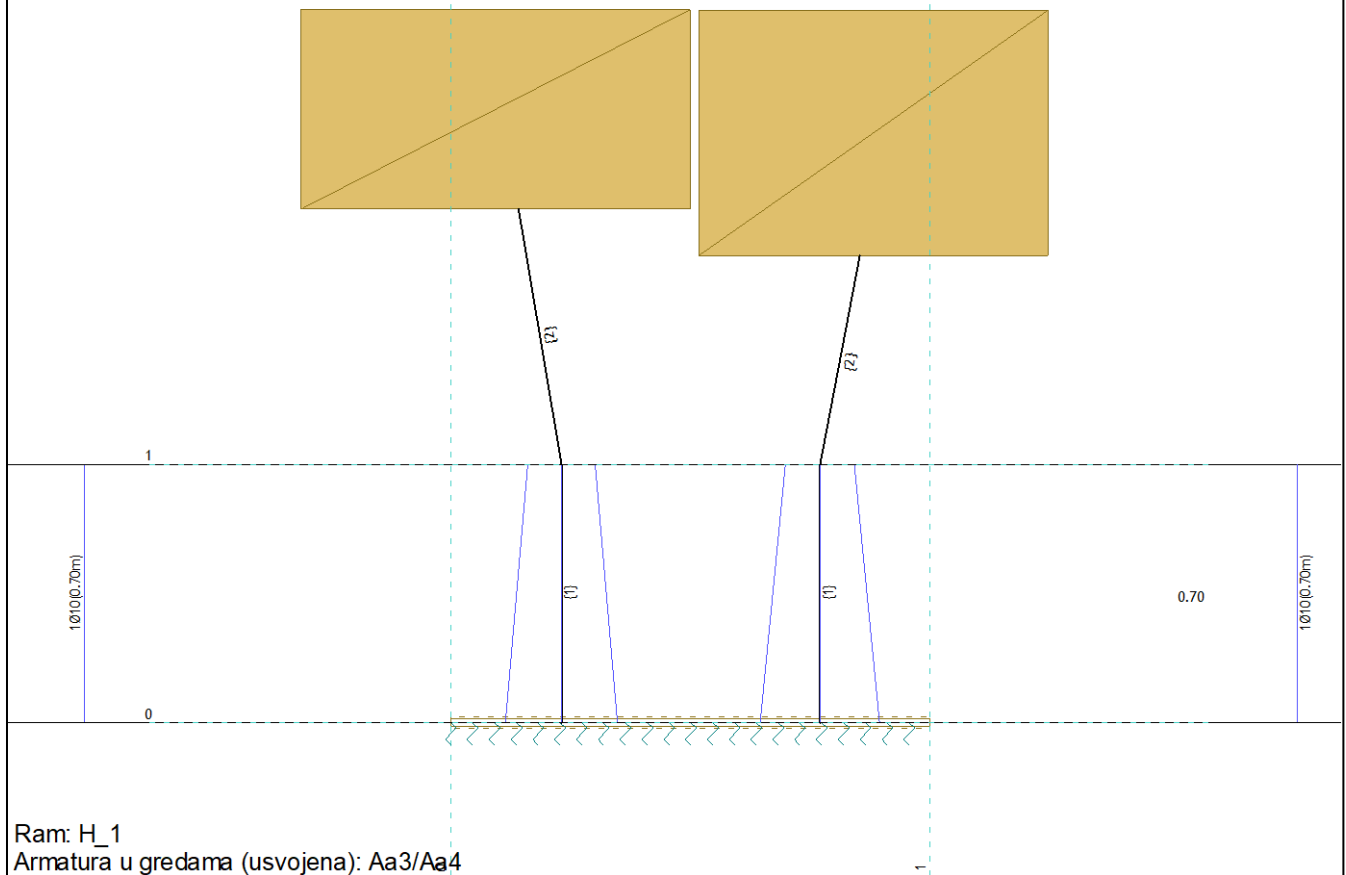 {2}
{2}
1
1Ø10(0.70m)
{1}
{1}
0.70
1Ø10(0.70m)
0
Ram: H_1
Armatura u gredama (usvojena): Aa3/Aa4
1